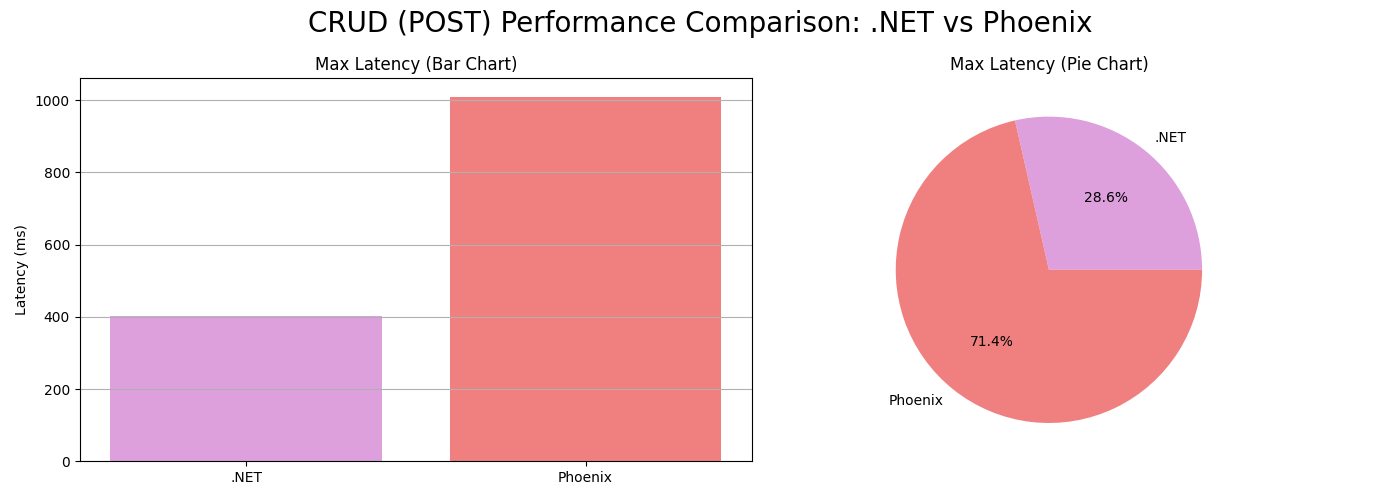 CRUD (POST) Performance Comparison: .NET vs Phoenix
Max Latency (Bar Chart)
Latency (ms)
1000
800
600
400
200
0
.NET
Phoenix
Max Latency (Pie Chart)
.NET
28.6%
71.4%
Phoenix